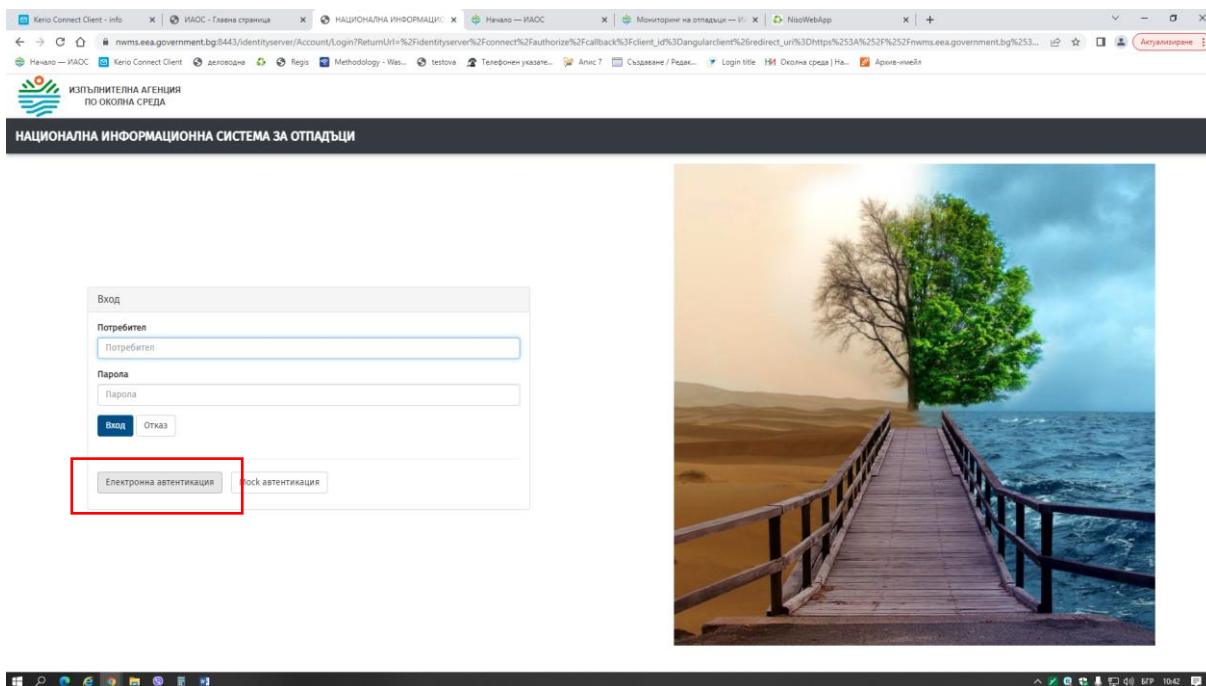 Kerio Connect Client - info
ИАОС - Главна страница
НАЦИОНАЛНА ИНФОРМАЦИО
Начало — ИАОС
Мониторинг на отпадъци — И
NisoWebApp
nwms.eea.government.bg:8443/identityserver/Account/Login?ReturnUrl=%2Fidentityserver%2Fconnect%2Fauthorize%2Fcallback%3Fclient_id%3Dangularclient%26redirect_uri%3Dhttps%253A%252F%252Fnwms.eea.government.bg%253...
Актуализиране
Начало — ИАОС
Kerio Connect Client
деловодна
Regis
Methodology - Was...
testova
Телефонен указате...
Апис 7
Създаване / Редак...
Login title
Околна среда | На...
Архив-имейл
ИЗПЪЛНИТЕЛНА АГЕНЦИЯ
ПО ОКОЛНА СРЕДА
НАЦИОНАЛНА ИНФОРМАЦИОННА СИСТЕМА ЗА ОТПАДЪЦИ
Вход
Потребител
Потребител
Парола
Парола
Вход Отказ
Електронна автентикация Mock автентикация
БГР 10:42